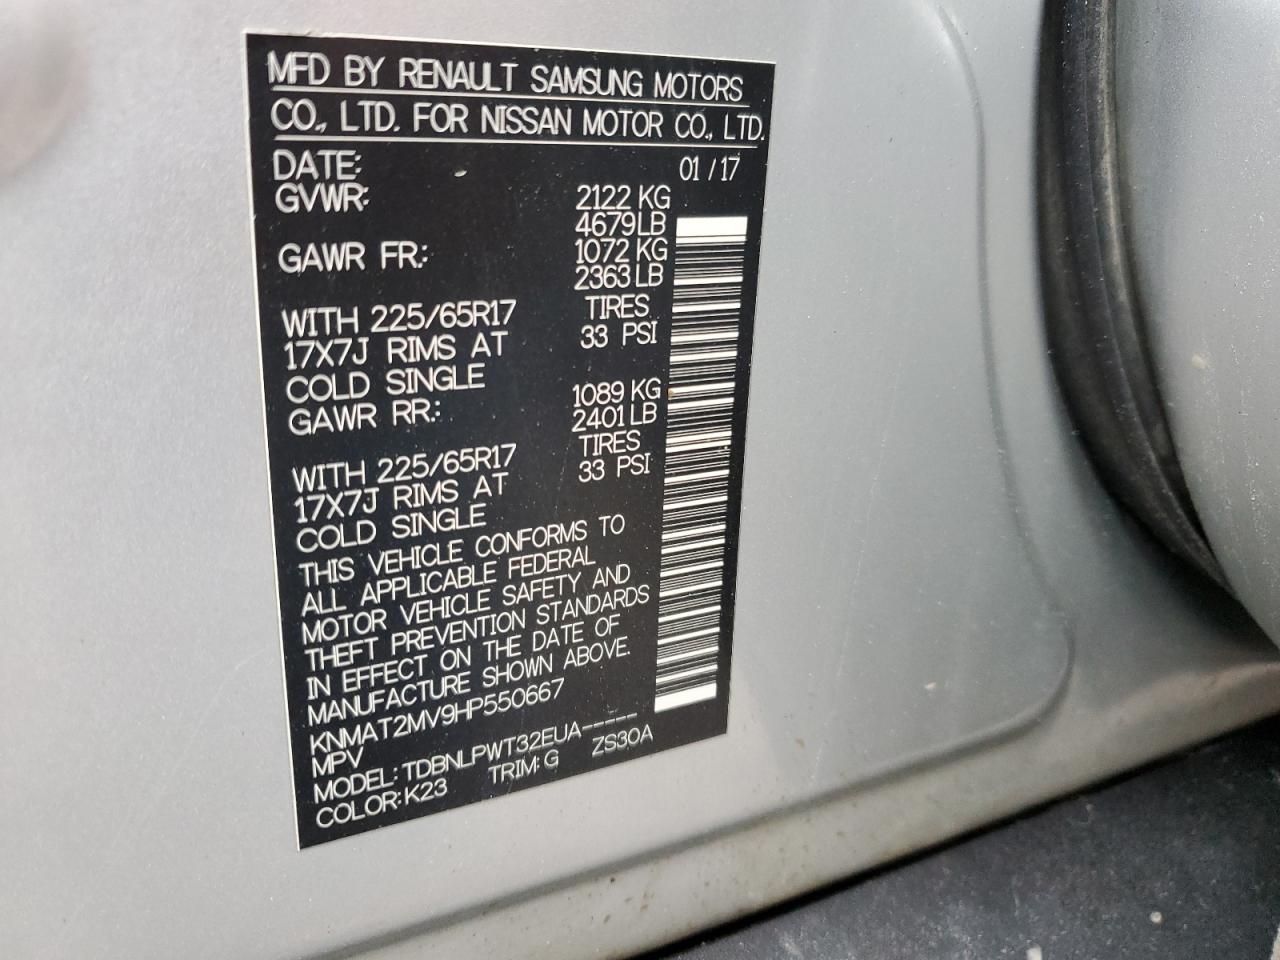 MFD BY RENAULT SAMSUNG MOTORS
CO., LTD. FOR NISSAN MOTOR CO., LTD.
DATE: 01 / 17
GVWR: 2122 KG
4679 LB
GAWR FR: 1072 KG
2363 LB
WITH 225/65R17 TIRES
17X7J RIMS AT 33 PSI
COLD SINGLE
GAWR RR: 1089 KG
2401 LB
WITH 225/65R17 TIRES
17X7J RIMS AT 33 PSI
COLD SINGLE
THIS VEHICLE CONFORMS TO
ALL APPLICABLE FEDERAL
MOTOR VEHICLE SAFETY AND
THEFT PREVENTION STANDARDS
IN EFFECT ON THE DATE OF
MANUFACTURE SHOWN ABOVE.
KNMAT2MV9HP550667
MPV
MODEL: TDBNLPWT32EUA-----
COLOR: K23 TRIM: G ZS30A